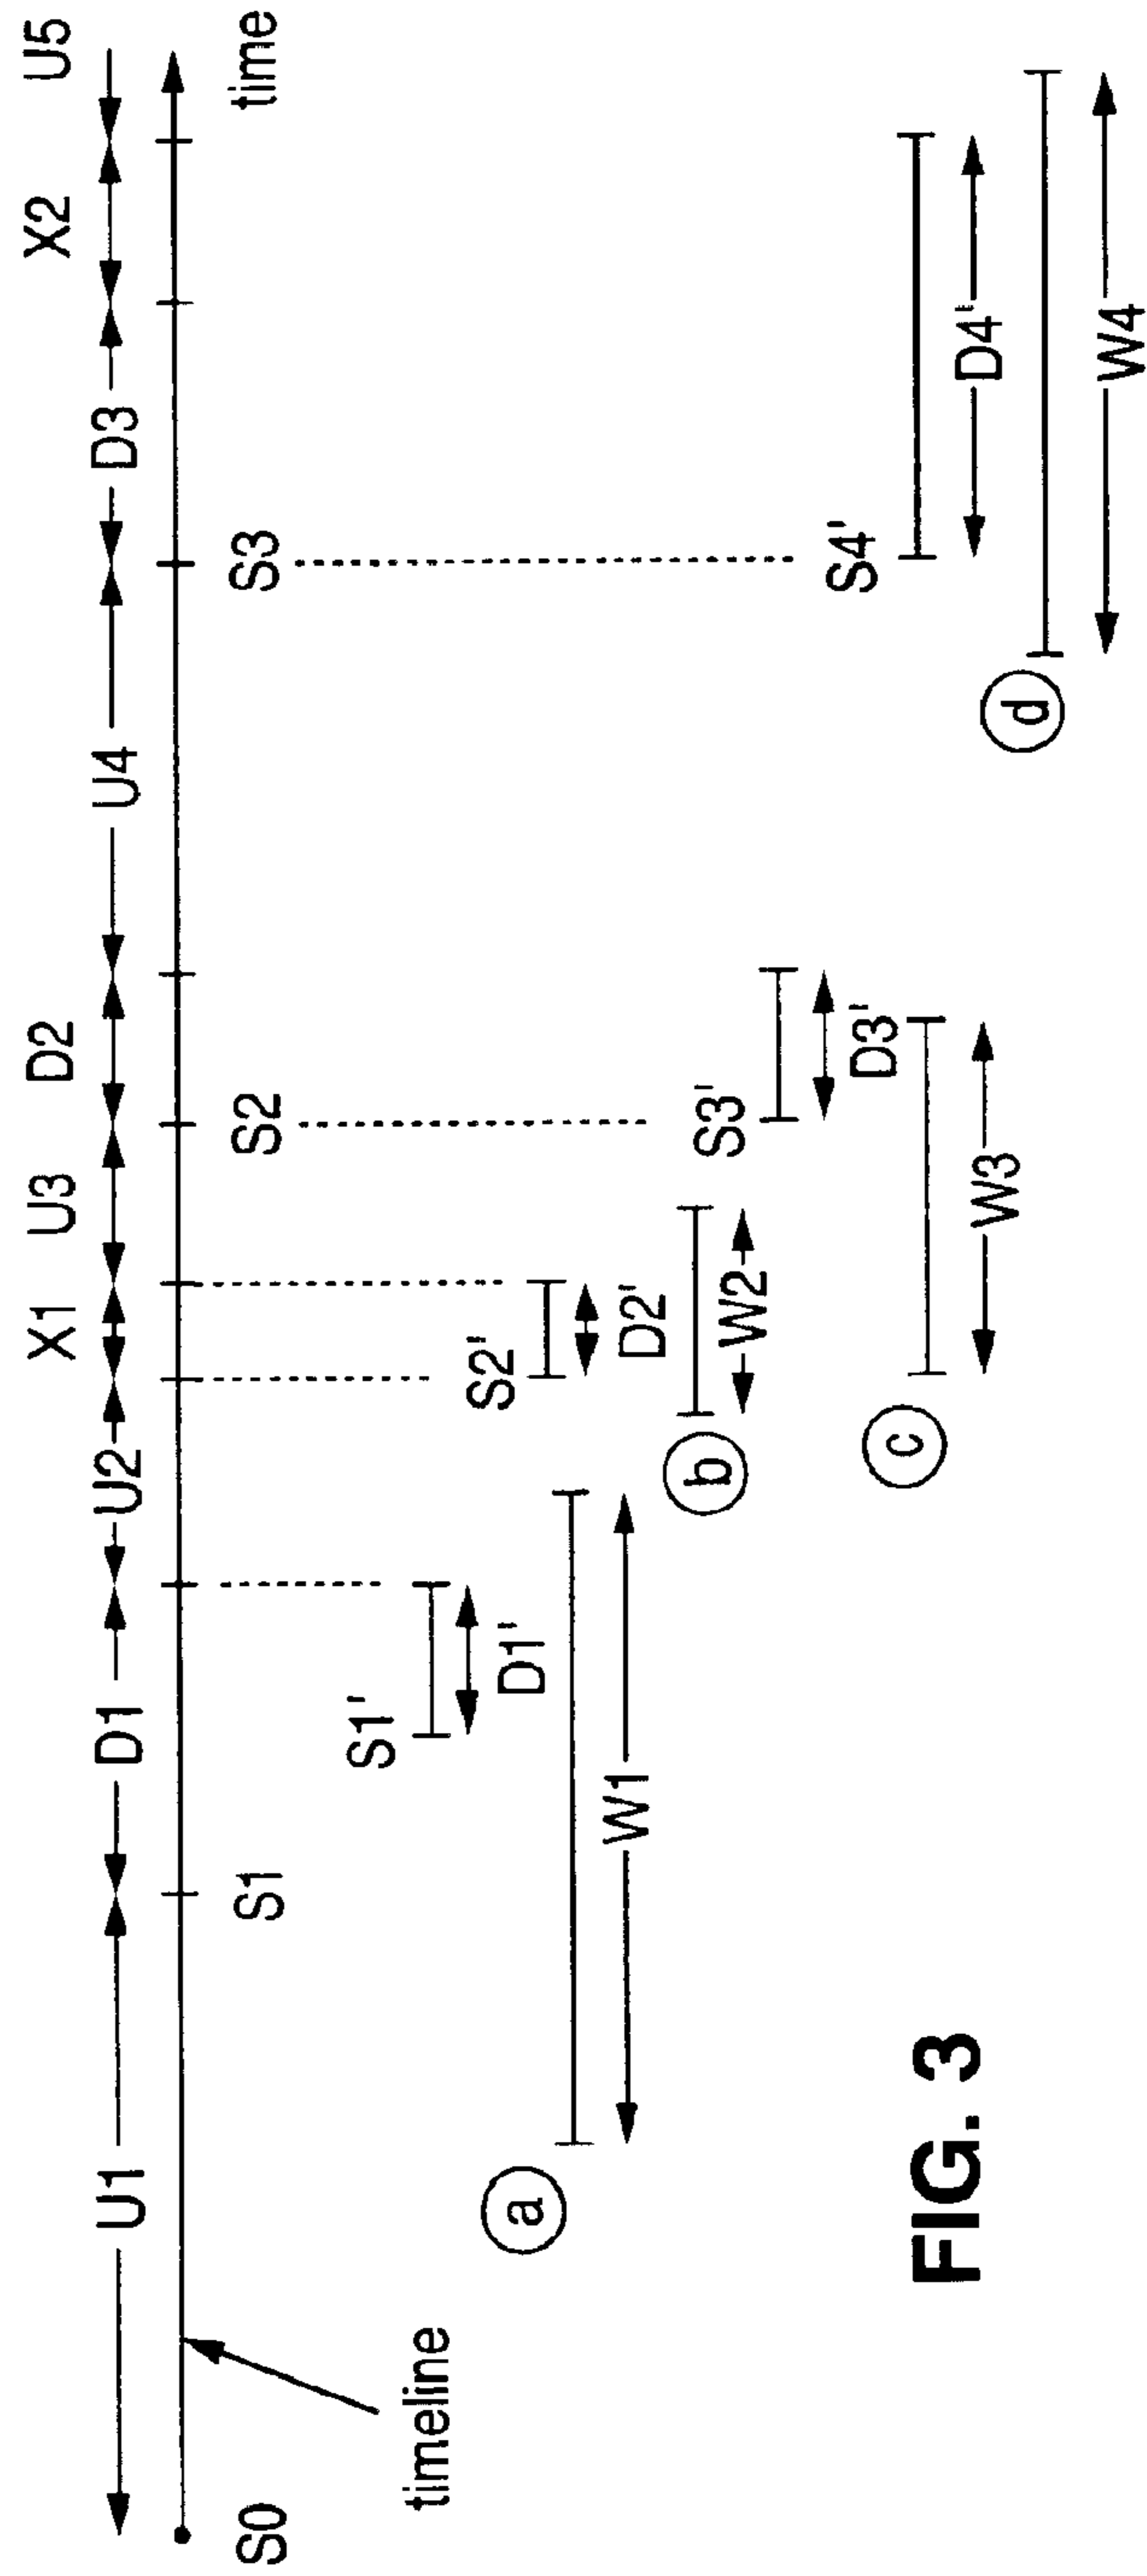 U1 D1 U2 X1 U3 D2 U4 D3 X2 U5
S0 S1 S2 S3 time
timeline
S1' S2' S3' S4'
D1' D2' D3' D4'
a W1
b W2
c W3
d W4
FIG. 3